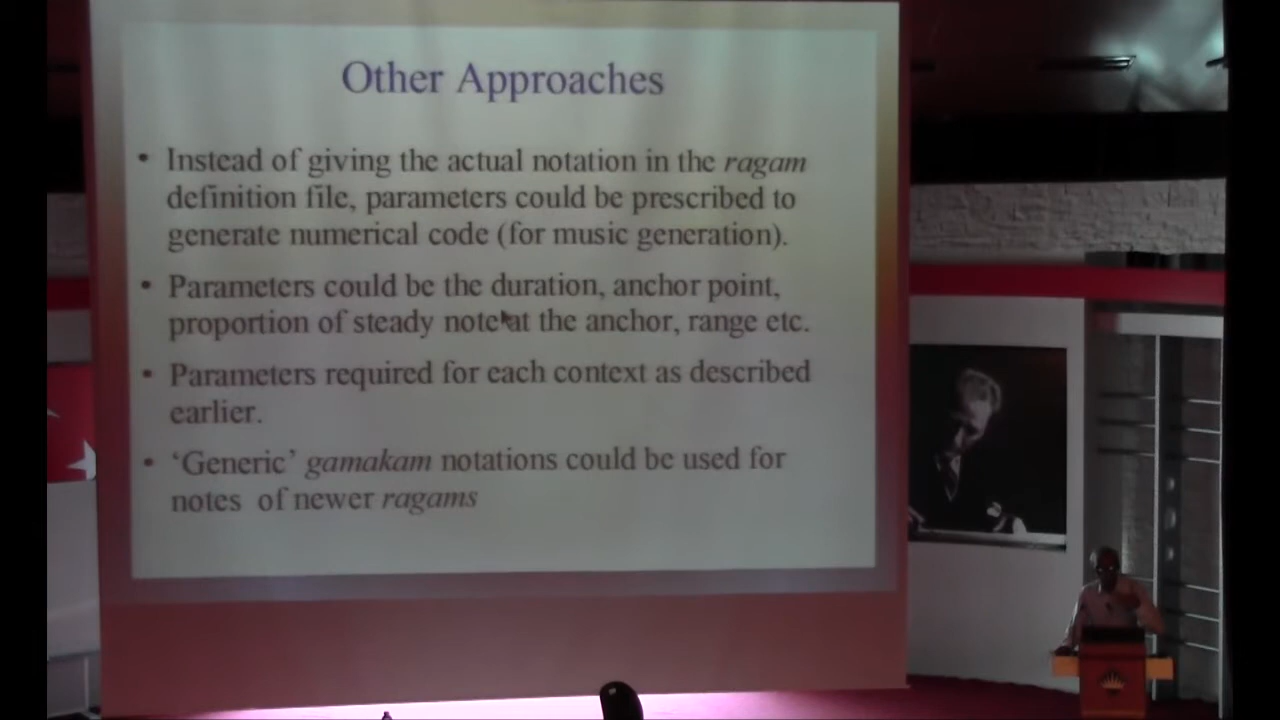 Other Approaches
• Instead of giving the actual notation in the ragam
definition file, parameters could be prescribed to
generate numerical code (for music generation).
• Parameters could be the duration, anchor point,
proportion of steady note at the anchor, range etc.
• Parameters required for each context as described
earlier.
• ‘Generic’ gamakam notations could be used for
notes of newer ragams